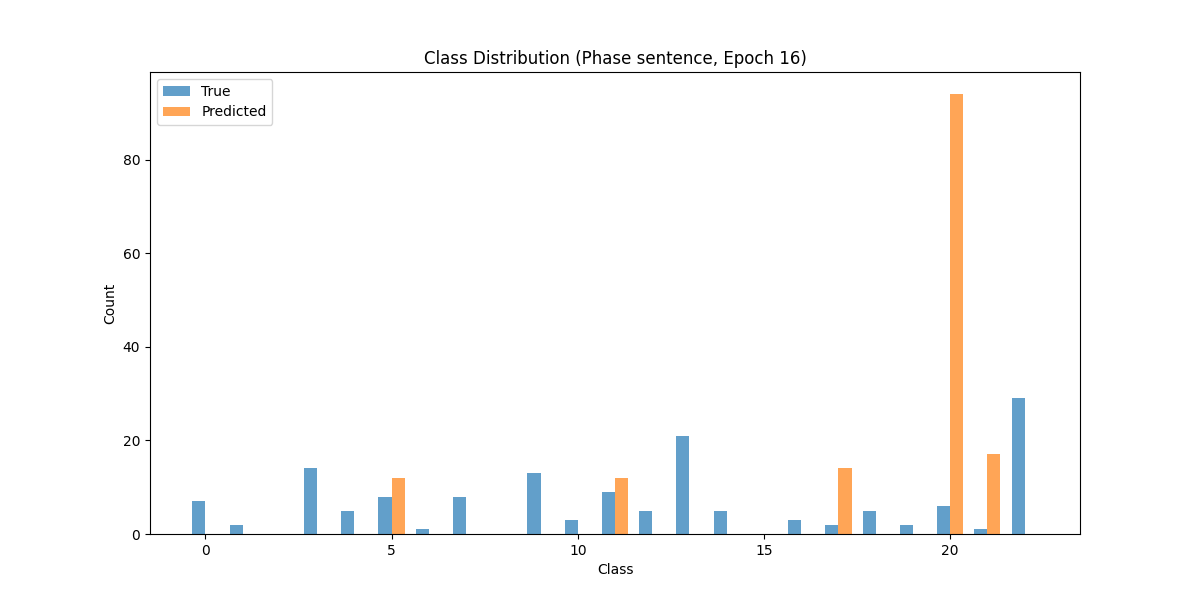 Class Distribution (Phase sentence, Epoch 16)
True
Predicted
80
60
40
20
0
Count
0 5 10 15 20
Class